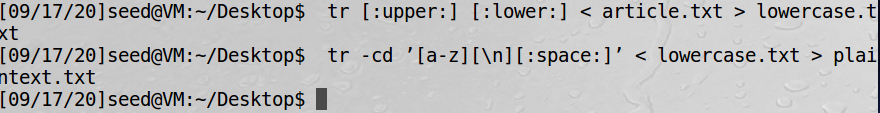 [09/17/20]seed@VM:~/Desktop$  tr [:upper:] [:lower:] < article.txt > lowercase.t
xt
[09/17/20]seed@VM:~/Desktop$  tr -cd ’[a-z][\n][:space:]’ < lowercase.txt > plai
ntext.txt
[09/17/20]seed@VM:~/Desktop$